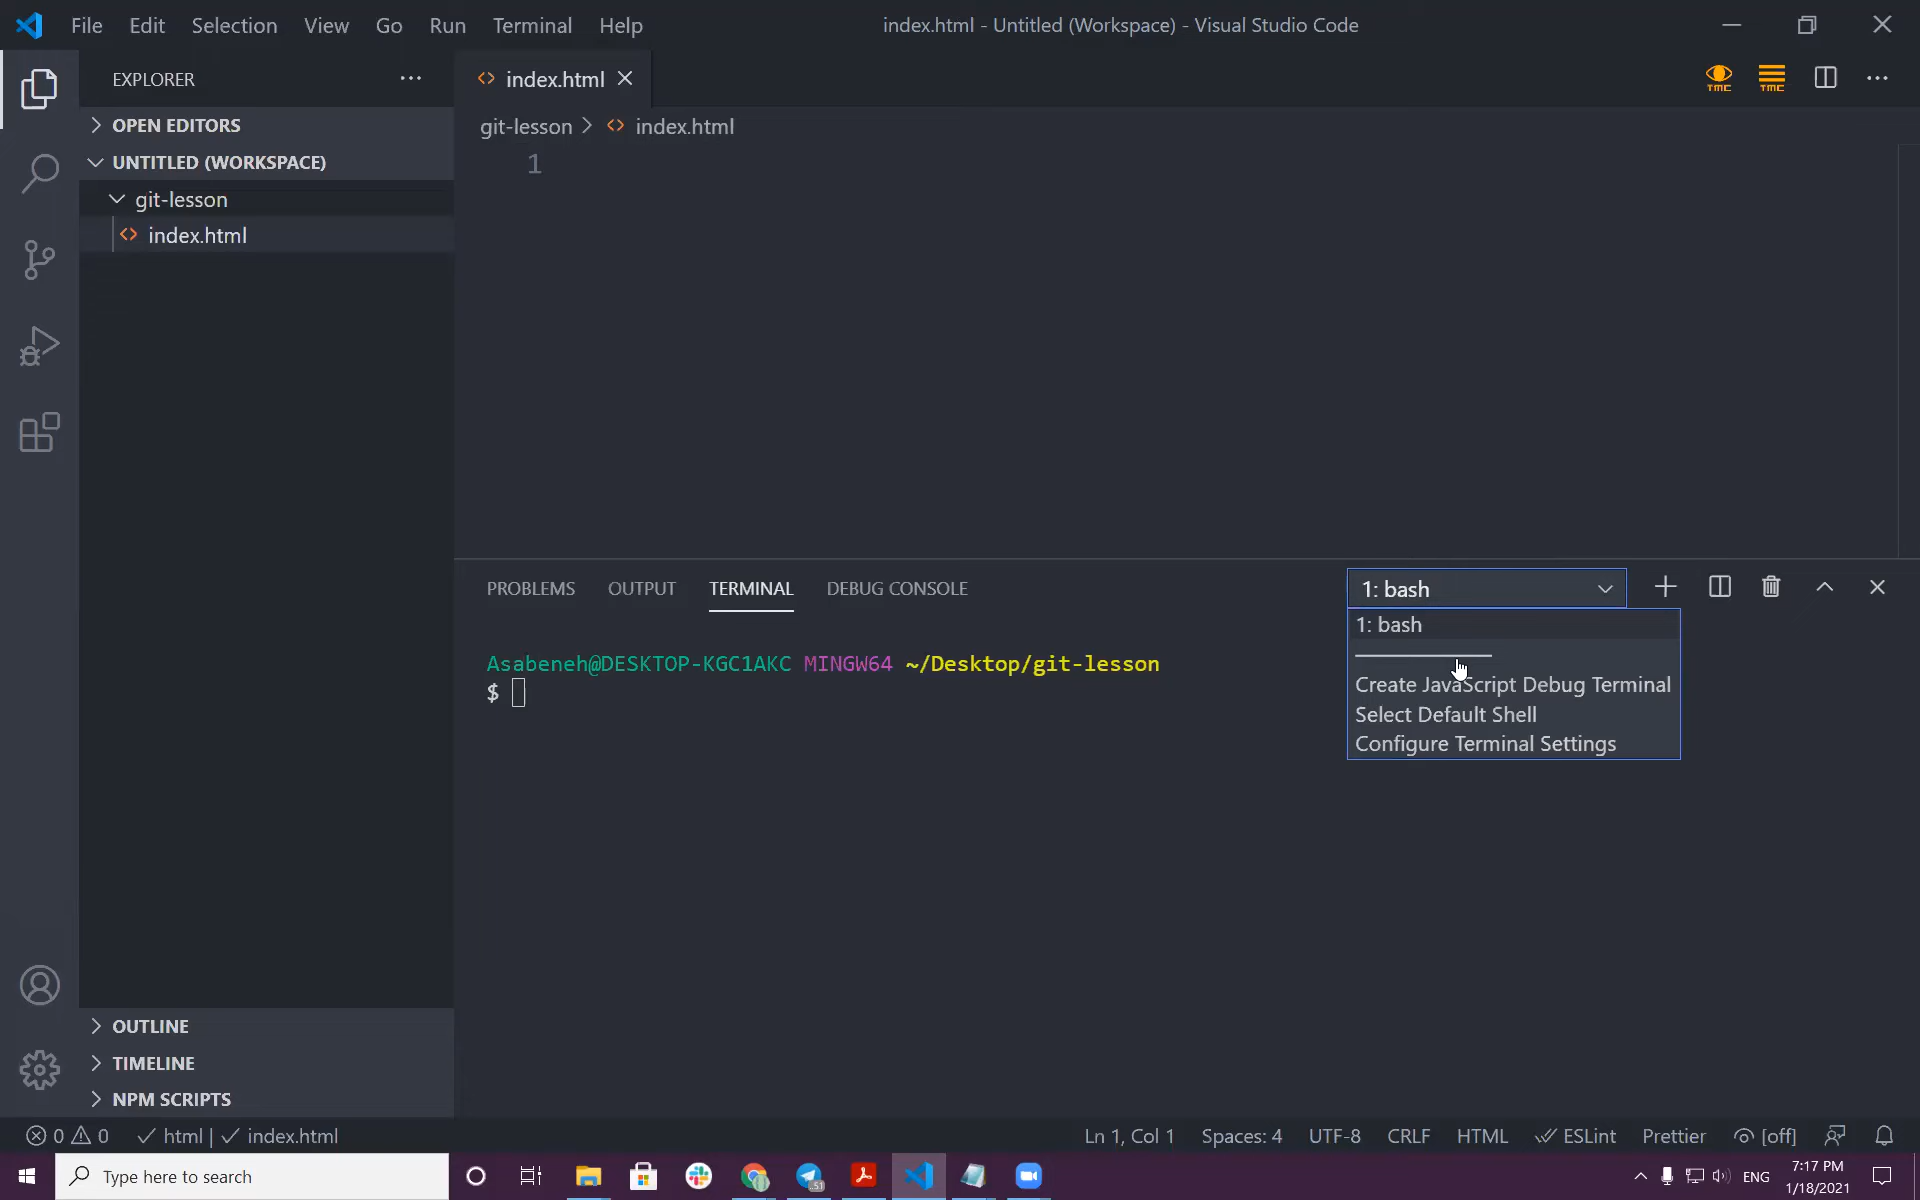 File Edit Selection View Go Run Terminal Help
index.html - Untitled (Workspace) - Visual Studio Code
EXPLORER
index.html
TMC TMC
OPEN EDITORS
git-lesson > index.html
UNTITLED (WORKSPACE)
1
git-lesson
index.html
PROBLEMS OUTPUT TERMINAL DEBUG CONSOLE
1: bash
1: bash
Create JavaScript Debug Terminal
Select Default Shell
Configure Terminal Settings
Asabeneh@DESKTOP-KGC1AKC MINGW64 ~/Desktop/git-lesson
$
OUTLINE
TIMELINE
NPM SCRIPTS
0 0 html | index.html
Ln 1, Col 1 Spaces: 4 UTF-8 CRLF HTML ESLint Prettier [off]
Type here to search
51
ENG
7:17 PM
1/18/2021